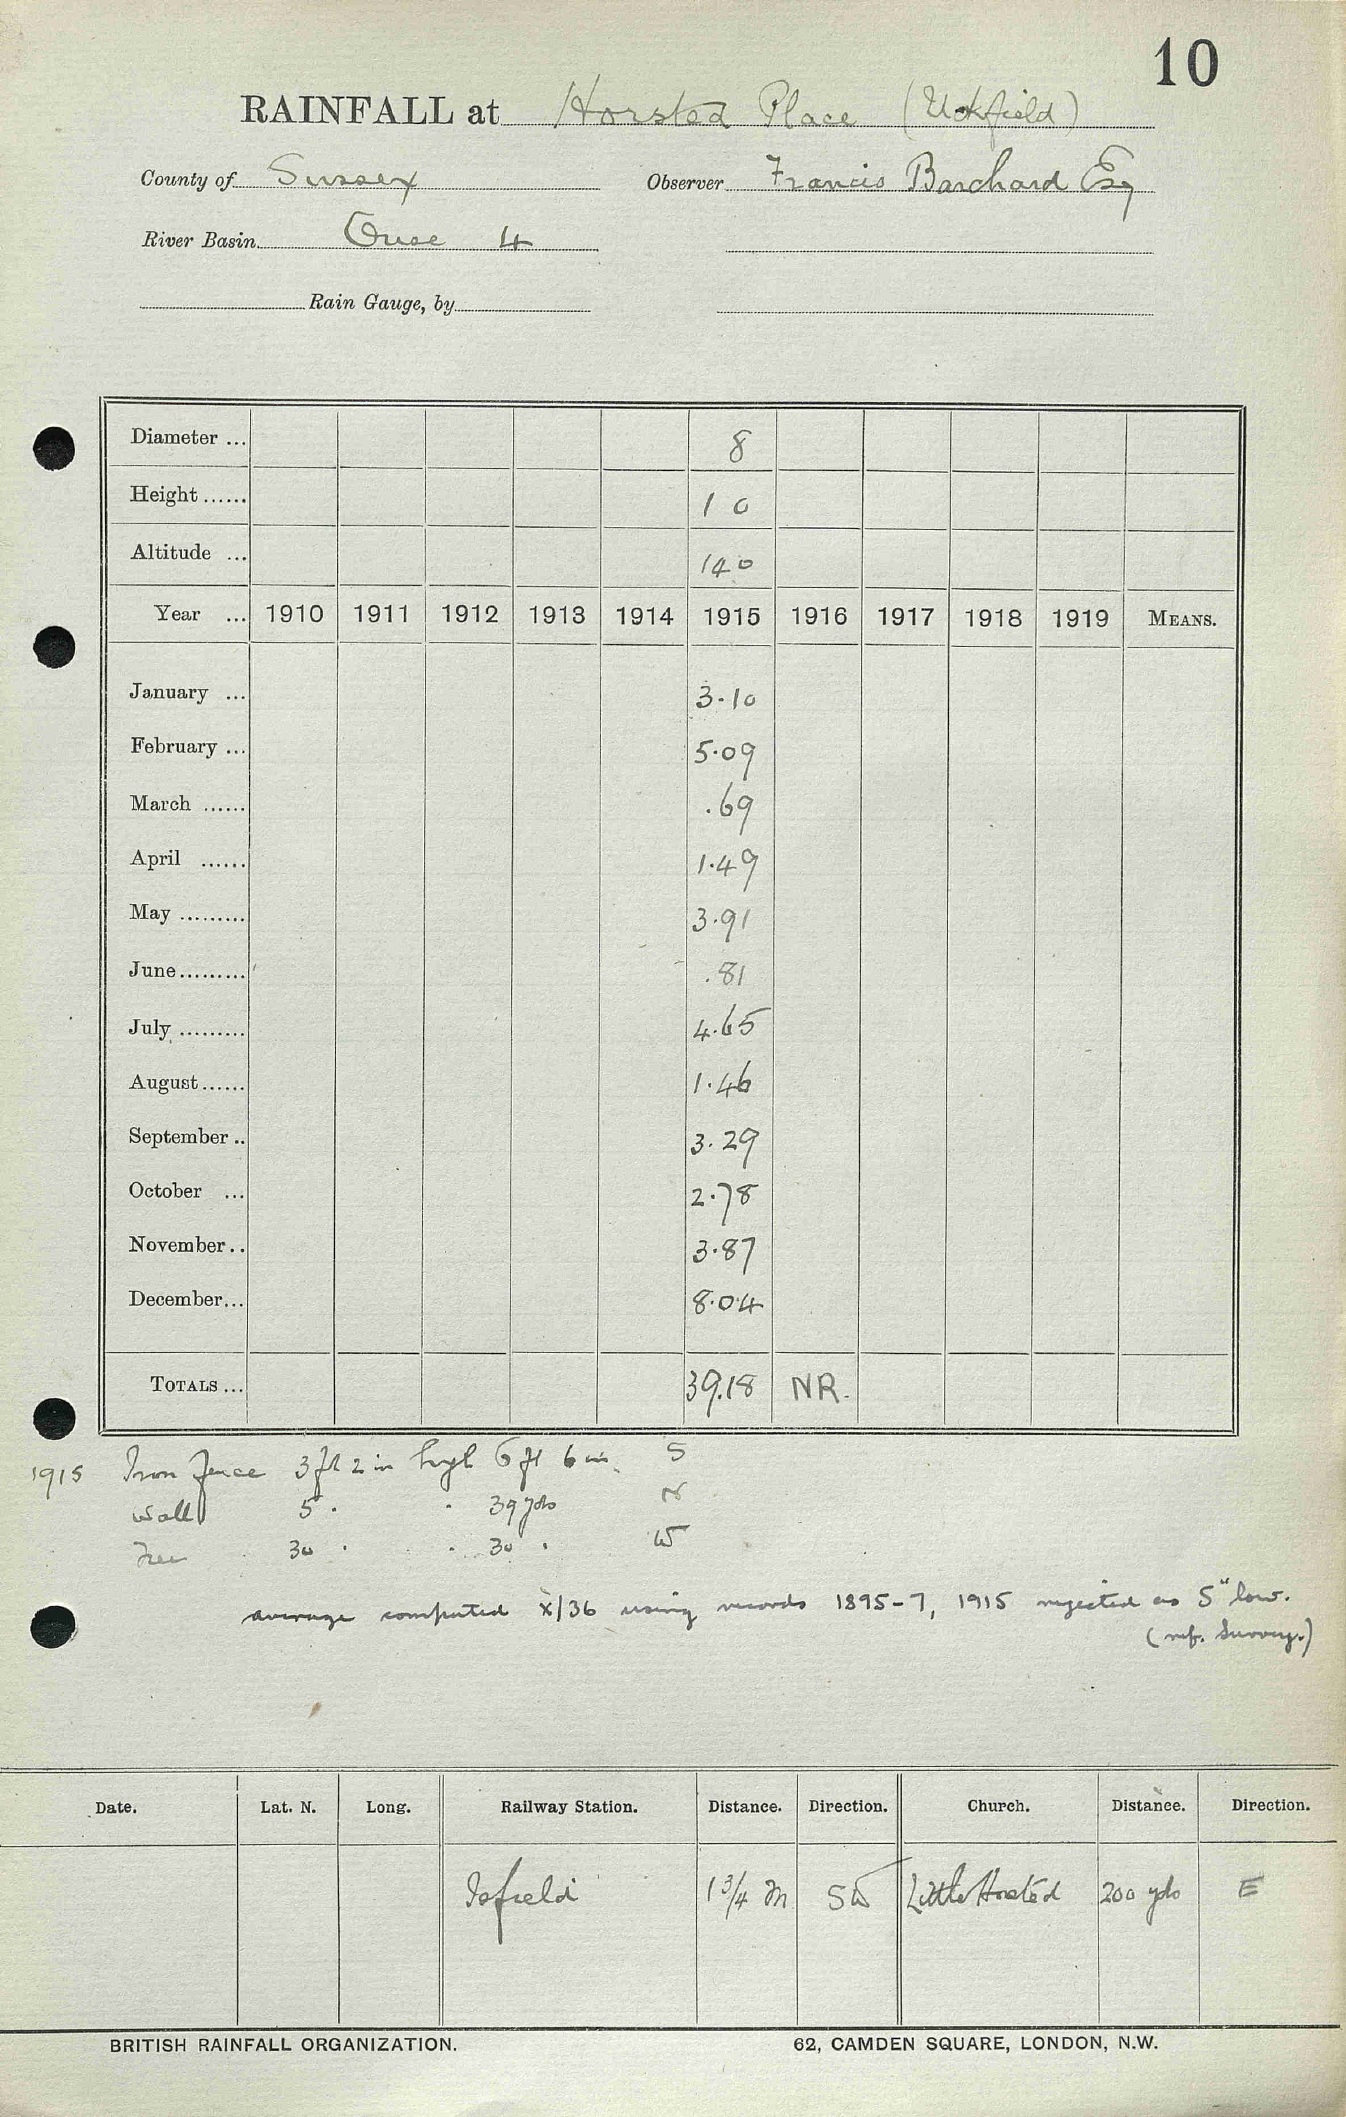 10
RAINFALL at Horsted Place (Uckfield)
County of Sussex Observer Francis Barchard Esq
River Basin Ouse 4
Rain Gauge, by
Diameter ... 8
Height ...... 1 0
Altitude ... 140
Year ... 1910 1911 1912 1913 1914 1915 1916 1917 1918 1919 MEANS.
January ... 3.10
February ... 5.09
March ...... .69
April ...... 1.49
May ......... 3.91
June ......... .81
July ......... 4.65
August ...... 1.46
September .. 3.29
October ... 2.78
November .. 3.87
December ... 8.04
TOTALS ... 39.18 NR.
1915 Iron fence 3 ft 2 in high 6 ft 6 in. S
Wall 5 . . 39 yds N
Tree 30 . . 30 . W
average computed X/36 using records 1895-7, 1915 rejected as 5" low.
(ref. Survey.)
Date. Lat. N. Long. Railway Station. Distance. Direction. Church. Distance. Direction.
Isfield 1 3/4 m SW Little Horsted 200 yds E
BRITISH RAINFALL ORGANIZATION. 62, CAMDEN SQUARE, LONDON, N.W.